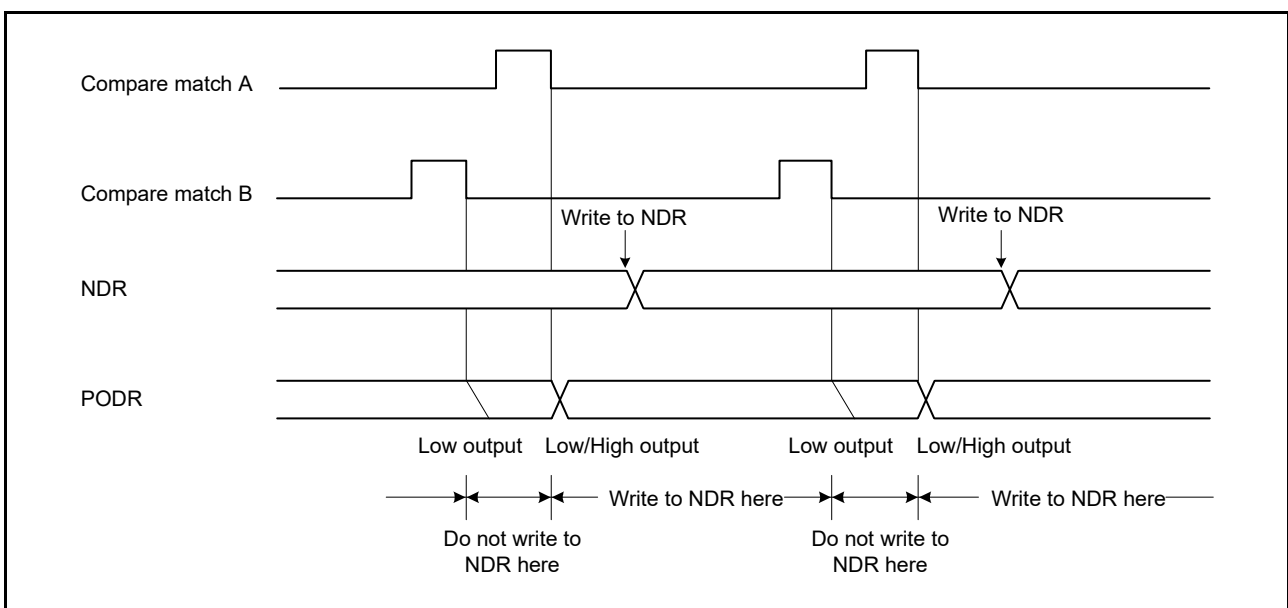 Compare match A
Compare match B
Write to NDR
Write to NDR
NDR
PODR
Low output
Low/High output
Low output
Low/High output
Write to NDR here
Write to NDR here
Do not write to
NDR here
Do not write to
NDR here